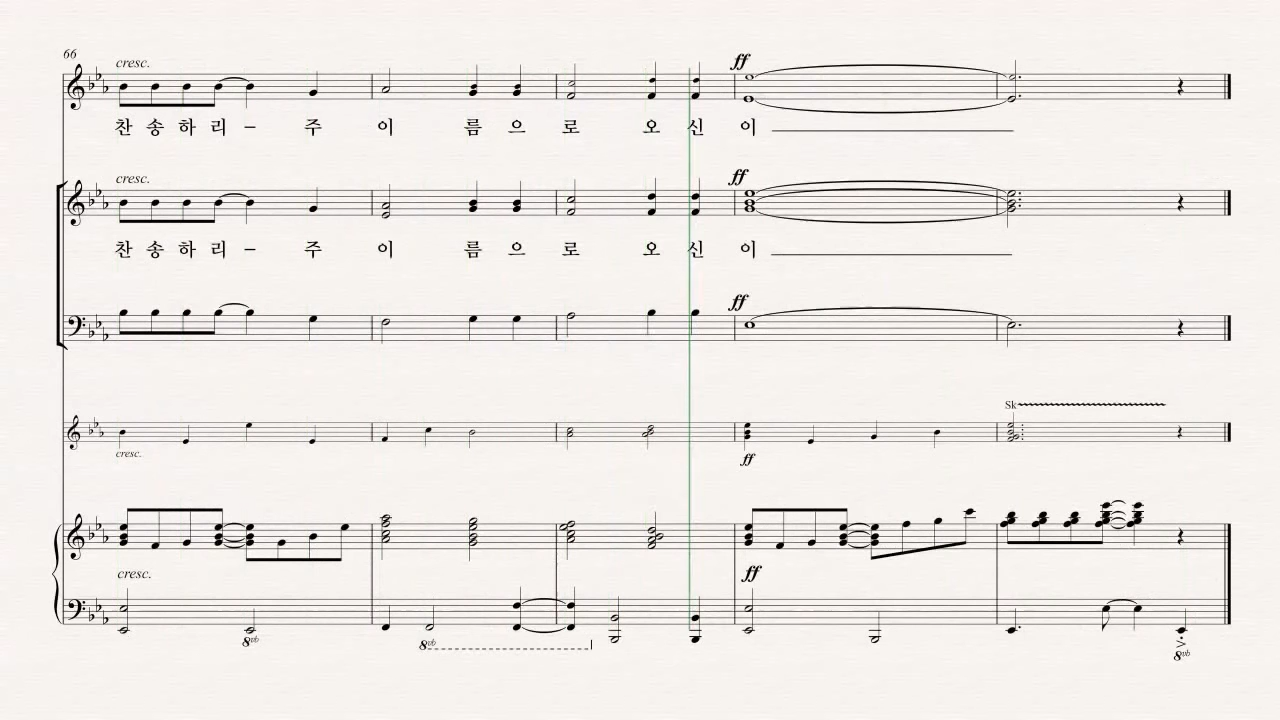 66
cresc.
ff
찬 송 하 리 – 주 이 름 으 로 오 신 이
cresc.
ff
찬 송 하 리 – 주 이 름 으 로 오 신 이
ff
Sk
cresc.
ff
cresc.
ff
8vb
8vb
8vb